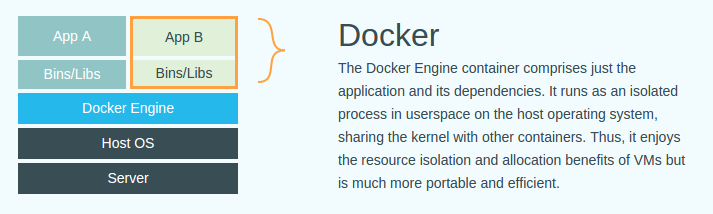 App A
App B
Bins/Libs
Bins/Libs
Docker Engine
Host OS
Server
Docker
The Docker Engine container comprises just the
application and its dependencies. It runs as an isolated
process in userspace on the host operating system,
sharing the kernel with other containers. Thus, it enjoys
the resource isolation and allocation benefits of VMs but
is much more portable and efficient.